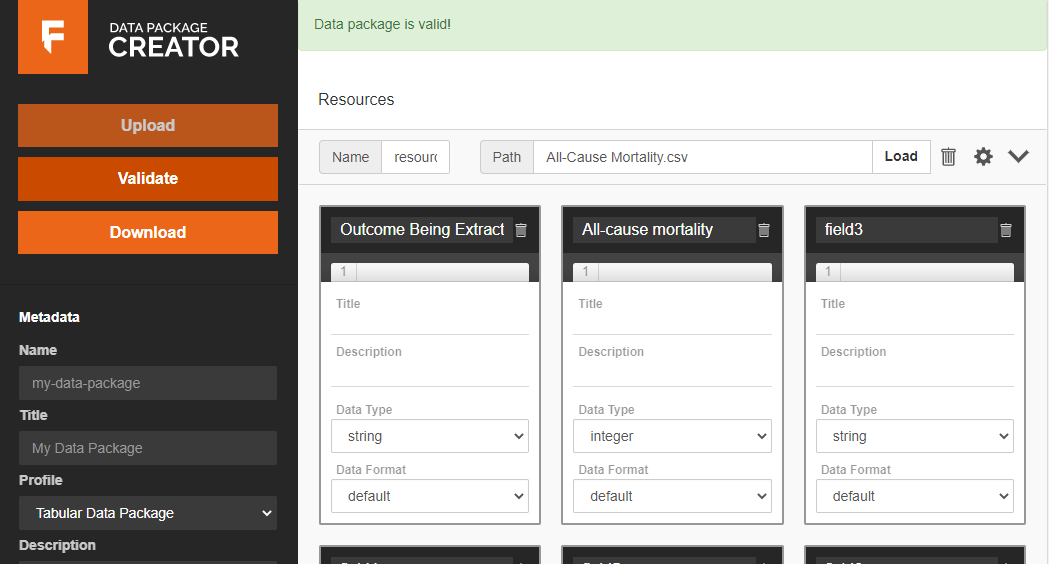 DATA PACKAGE
CREATOR
Upload
Validate
Download
Metadata
Name
my-data-package
Title
My Data Package
Profile
Tabular Data Package
Description
Data package is valid!
Resources
Name resourc Path All-Cause Mortality.csv Load
Outcome Being Extract
1
Title
Description
Data Type
string
Data Format
default
All-cause mortality
1
Title
Description
Data Type
integer
Data Format
default
field3
1
Title
Description
Data Type
string
Data Format
default